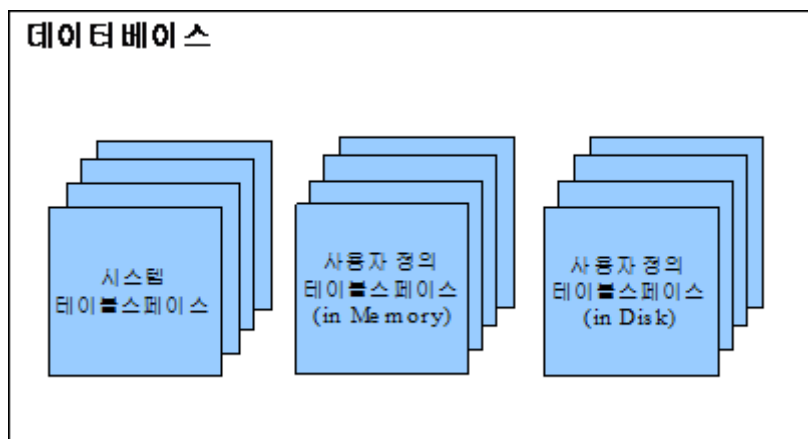 데이터베이스
시스템
테이블스페이스
사용자 정의
테이블스페이스
(in Memory)
사용자 정의
테이블스페이스
(in Disk)